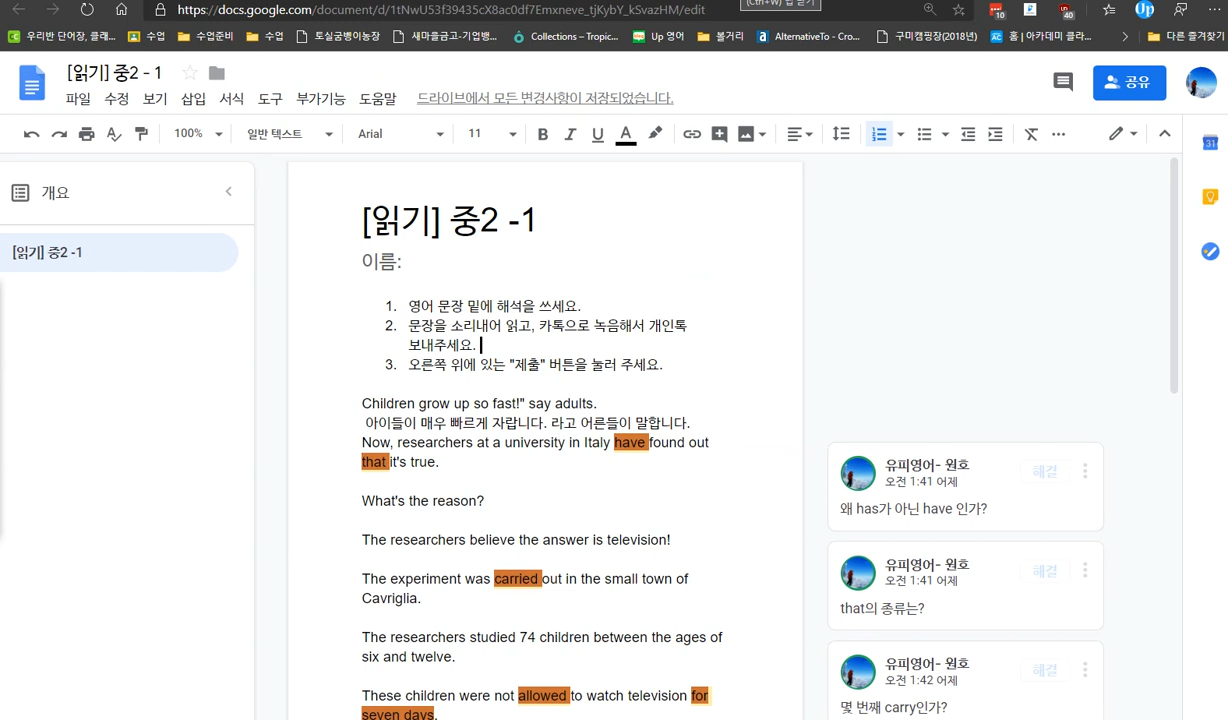 (Ctrl+W) 탭 닫기
https://docs.google.com/document/d/1tNwU53f39435cX8ac0df7Emxneve_tjKybY_kSvazHM/edit
10
40
Up
우리반 단어장, 클래...
수업
수업준비
수업
토실굼벵이농장
새마을금고-기업뱅...
Collections – Tropic...
Up 영어
볼거리
AlternativeTo - Cro...
구미캠핑장(2018년)
홈 | 아카데미 클라...
다른 즐겨찾기
[읽기] 중2 - 1
파일 수정 보기 삽입 서식 도구 부가기능 도움말 드라이브에서 모든 변경사항이 저장되었습니다.
공유
100% 일반 텍스트 Arial 11 B I U A
31
개요
[읽기] 중2 -1
[읽기] 중2 -1
이름:
1. 영어 문장 밑에 해석을 쓰세요.
2. 문장을 소리내어 읽고, 카톡으로 녹음해서 개인톡
보내주세요.
3. 오른쪽 위에 있는 "제출" 버튼을 눌러 주세요.
Children grow up so fast!" say adults.
아이들이 매우 빠르게 자랍니다. 라고 어른들이 말합니다.
Now, researchers at a university in Italy have found out
that it's true.
What's the reason?
The researchers believe the answer is television!
The experiment was carried out in the small town of
Cavriglia.
The researchers studied 74 children between the ages of
six and twelve.
These children were not allowed to watch television for
seven days.
유피영어- 원호
해결
오전 1:41 어제
왜 has가 아닌 have 인가?
유피영어- 원호
해결
오전 1:41 어제
that의 종류는?
유피영어- 원호
해결
오전 1:42 어제
몇 번째 carry인가?